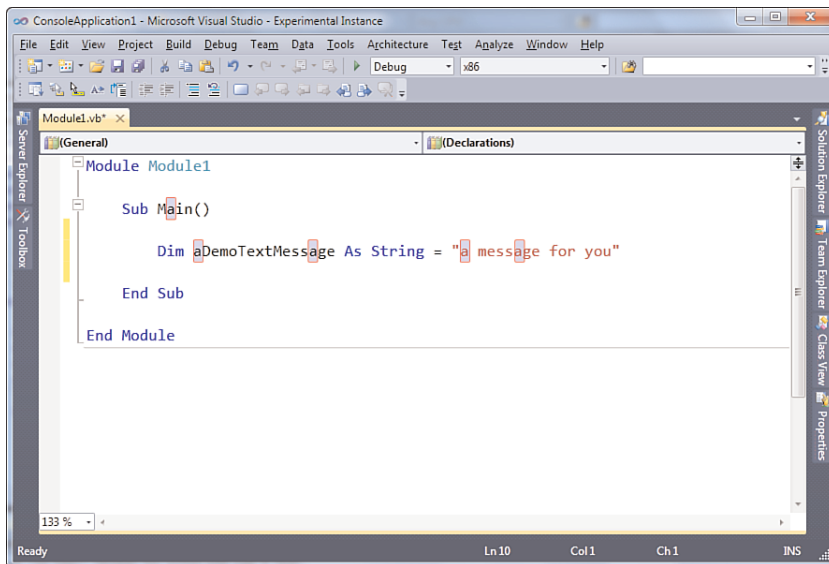 ConsoleApplication1 - Microsoft Visual Studio - Experimental Instance
File Edit View Project Build Debug Team Data Tools Architecture Test Analyze Window Help
Debug x86
Module1.vb*
(General) (Declarations)
Module Module1
Sub Main()
Dim aDemoTextMessage As String = "a message for you"
End Sub
End Module
133 %
Ready Ln 10 Col 1 Ch 1 INS
Server Explorer
Toolbox
Solution Explorer
Team Explorer
Class View
Properties